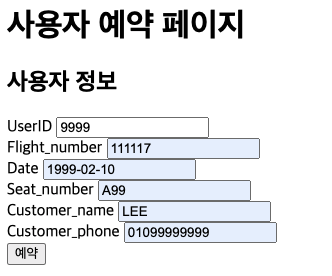 사용자 예약 페이지
사용자 정보
UserID 9999
Flight_number 111117
Date 1999-02-10
Seat_number A99
Customer_name LEE
Customer_phone 01099999999
예약